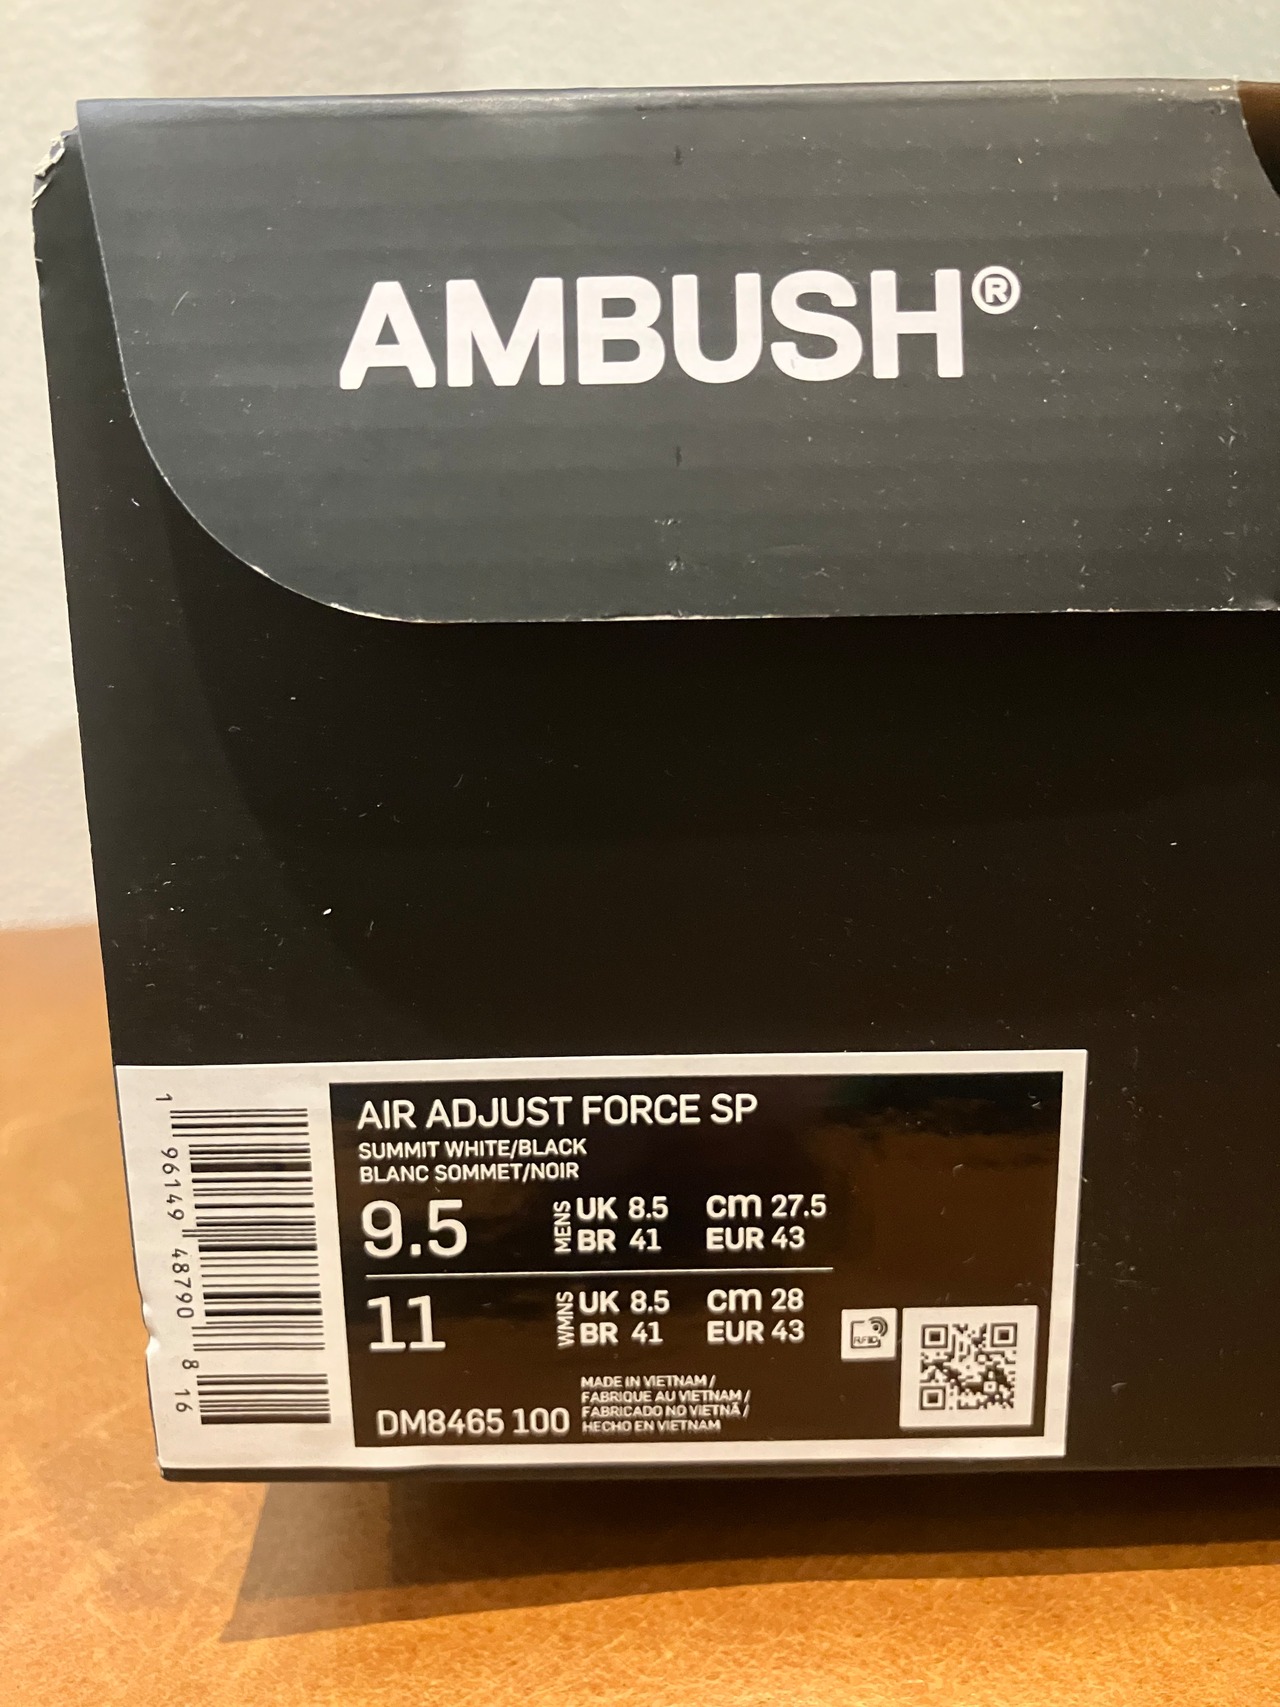 AMBUSH®
AIR ADJUST FORCE SP
SUMMIT WHITE/BLACK
BLANC SOMMET/NOIR
9.5 MENS UK 8.5 cm 27.5
BR 41 EUR 43
11 WMNS UK 8.5 cm 28
BR 41 EUR 43
RFID
MADE IN VIETNAM /
FABRIQUE AU VIETNAM /
FABRICADO NO VIETNÃ /
HECHO EN VIETNAM
DM8465 100
1 96149 48790 8 16